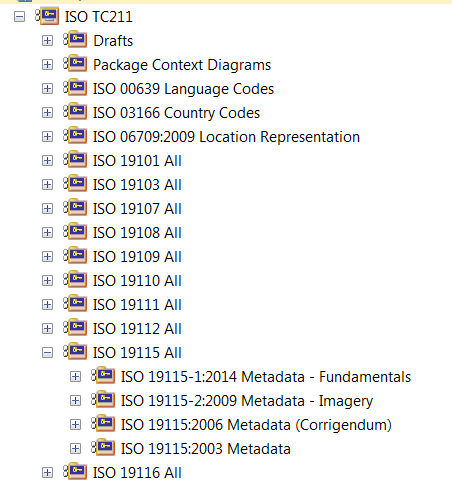 ISO TC211
Drafts
Package Context Diagrams
ISO 00639 Language Codes
ISO 03166 Country Codes
ISO 06709:2009 Location Representation
ISO 19101 All
ISO 19103 All
ISO 19107 All
ISO 19108 All
ISO 19109 All
ISO 19110 All
ISO 19111 All
ISO 19112 All
ISO 19115 All
ISO 19115-1:2014 Metadata - Fundamentals
ISO 19115-2:2009 Metadata - Imagery
ISO 19115:2006 Metadata (Corrigendum)
ISO 19115:2003 Metadata
ISO 19116 All